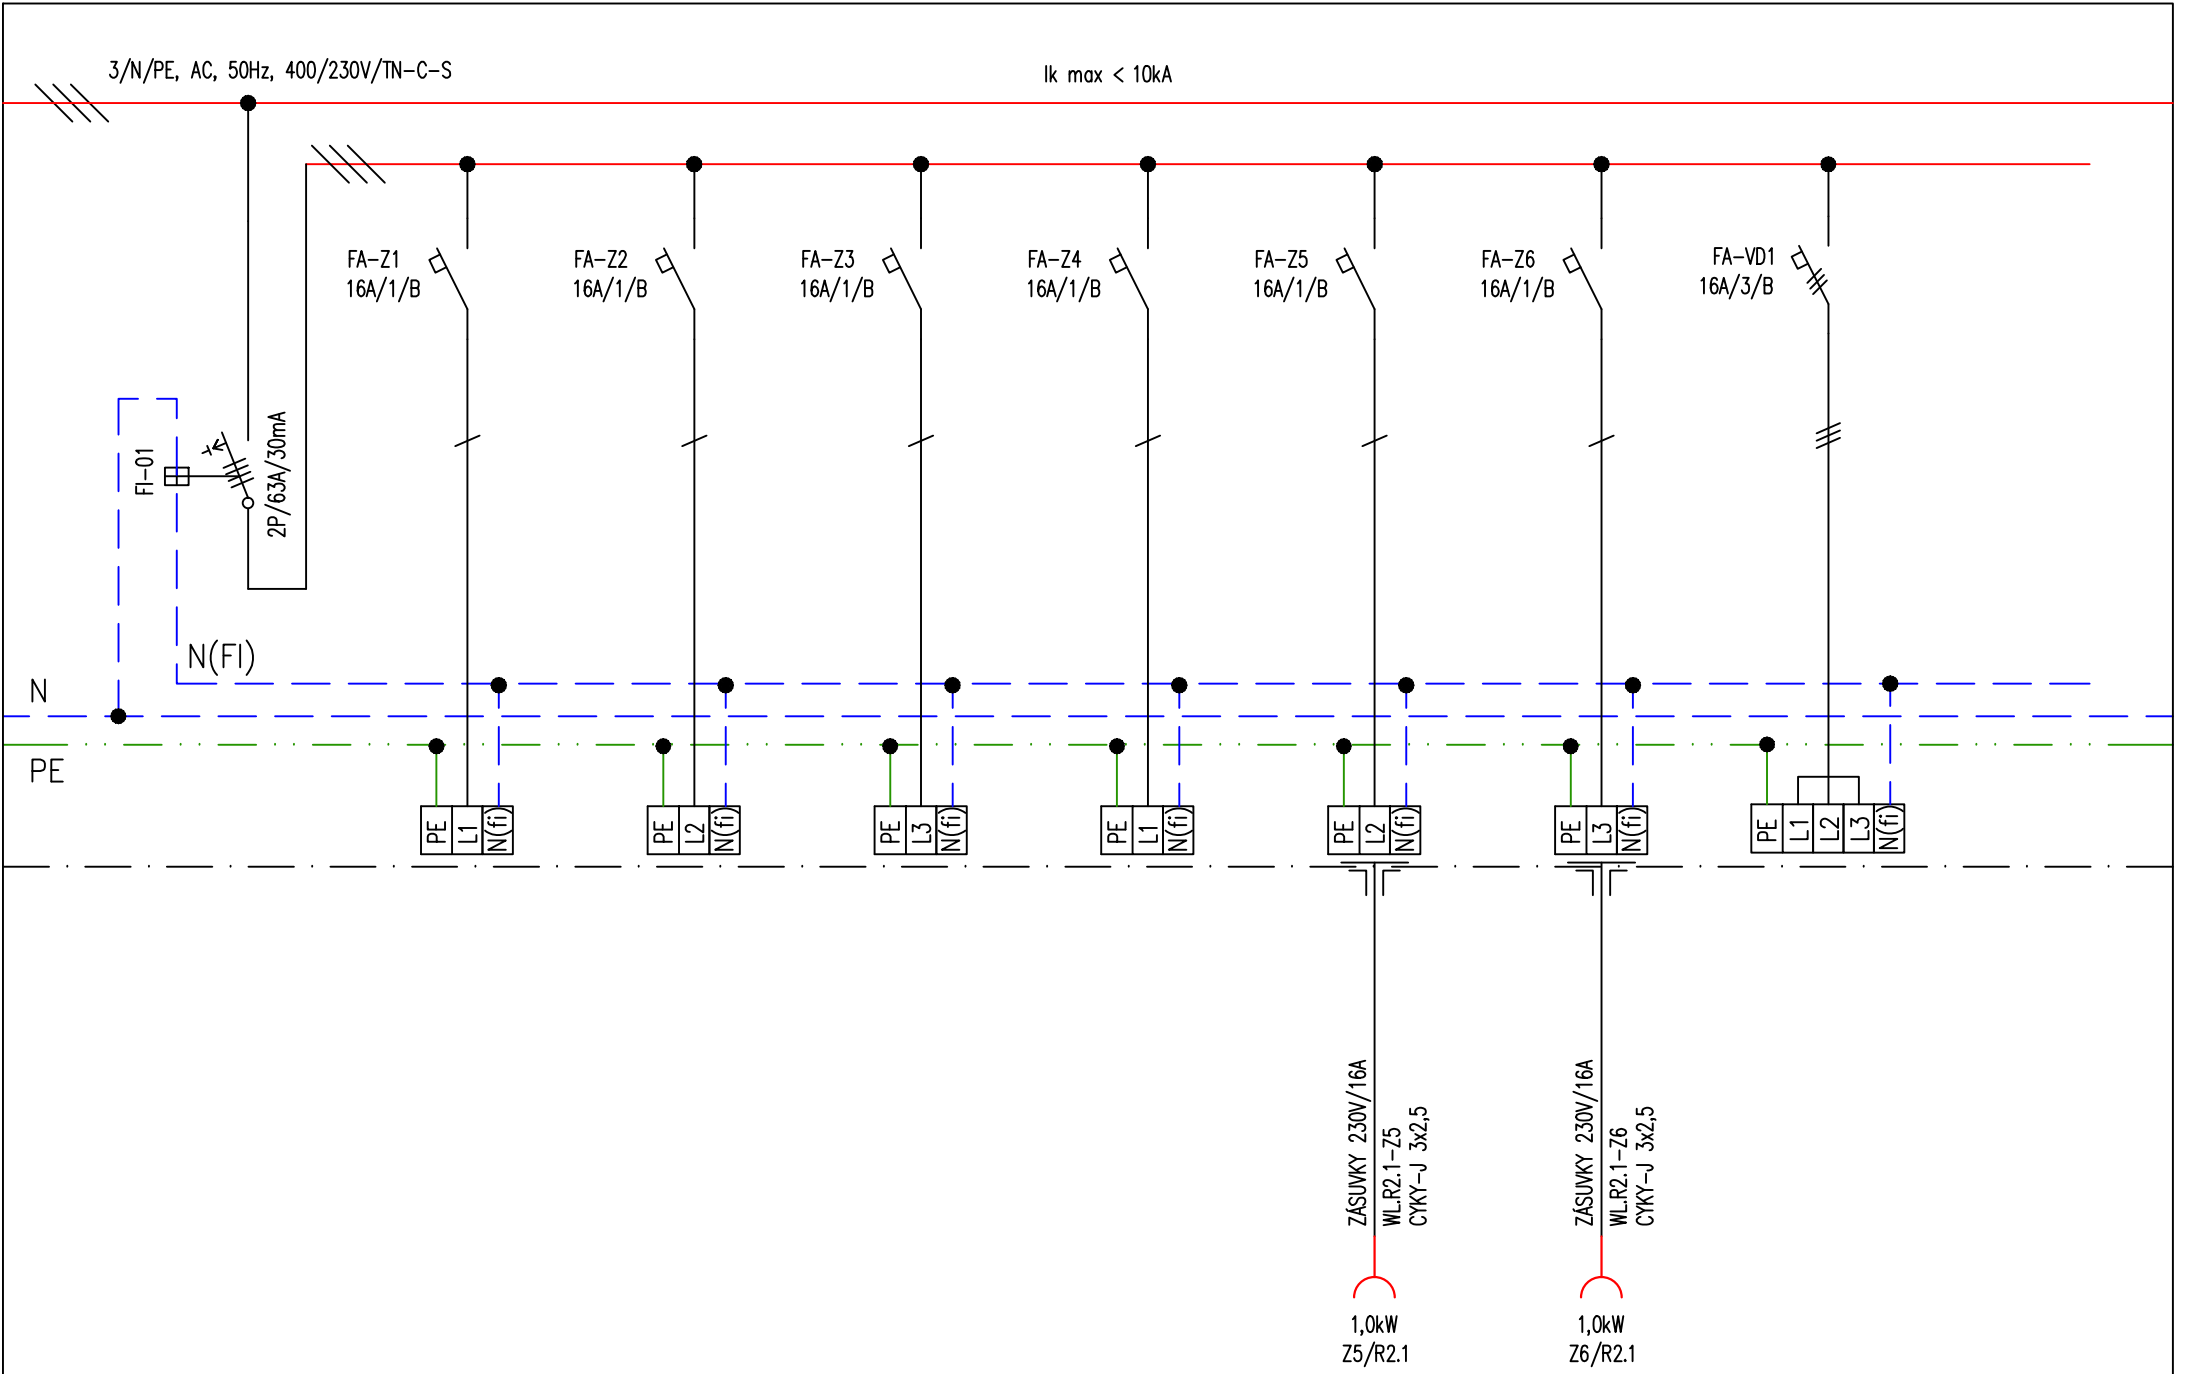 3/N/PE, AC, 50Hz, 400/230V/TN-C-S
Ik max < 10kA
FA-Z1
16A/1/B
FA-Z2
16A/1/B
FA-Z3
16A/1/B
FA-Z4
16A/1/B
FA-Z5
16A/1/B
FA-Z6
16A/1/B
FA-VD1
16A/3/B
FI-01
2P/63A/30mA
N(FI)
N
PE
PE
L1
N(fi)
PE
L2
N(fi)
PE
L3
N(fi)
PE
L1
N(fi)
PE
L2
N(fi)
PE
L3
N(fi)
PE
L1
L2
L3
N(fi)
ZÁSUVKY 230V/16A
WL.R2.1-Z5
CYKY-J 3x2,5
ZÁSUVKY 230V/16A
WL.R2.1-Z6
CYKY-J 3x2,5
1,0kW
Z5/R2.1
1,0kW
Z6/R2.1